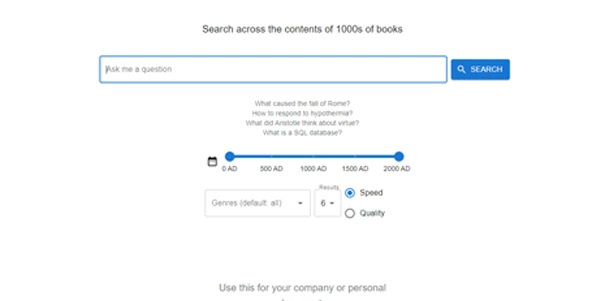 Search across the contents of 1000s of books
Ask me a question
SEARCH
What caused the fall of Rome?
How to respond to hypothermia?
What did Aristotle think about virtue?
What is a SQL database?
0 AD 500 AD 1000 AD 1500 AD 2000 AD
Results
Genres (default: all) 6 Speed
Quality
Use this for your company or personal